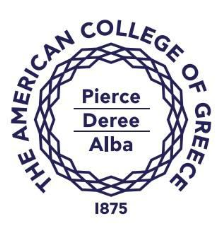 THE AMERICAN COLLEGE OF GREECE
Pierce
Deree
Alba
1875